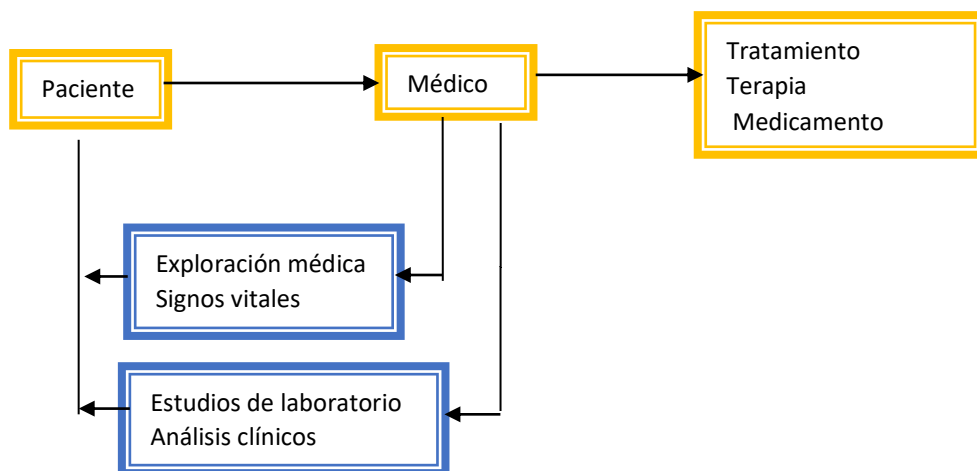 Paciente
Médico
Tratamiento
Terapia
Medicamento
Exploración médica
Signos vitales
Estudios de laboratorio
Análisis clínicos